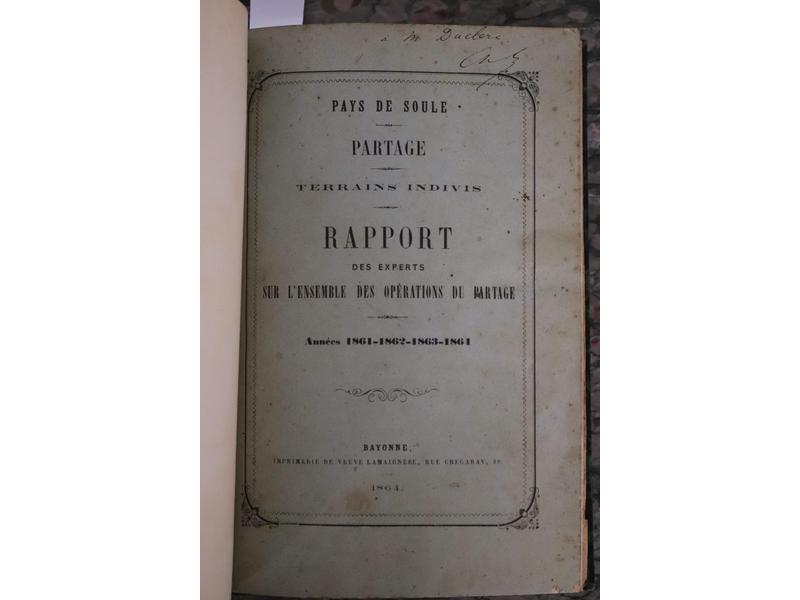 à M Duclerc
PAYS DE SOULE
PARTAGE
TERRAINS INDIVIS
RAPPORT
DES EXPERTS
SUR L'ENSEMBLE DES OPÉRATIONS DU PARTAGE
Années 1861-1862-1863-1864
BAYONNE,
IMPRIMERIE DE VEUVE LAMAIGNÈRE, RUE CHEGARAY, 39.
1864.